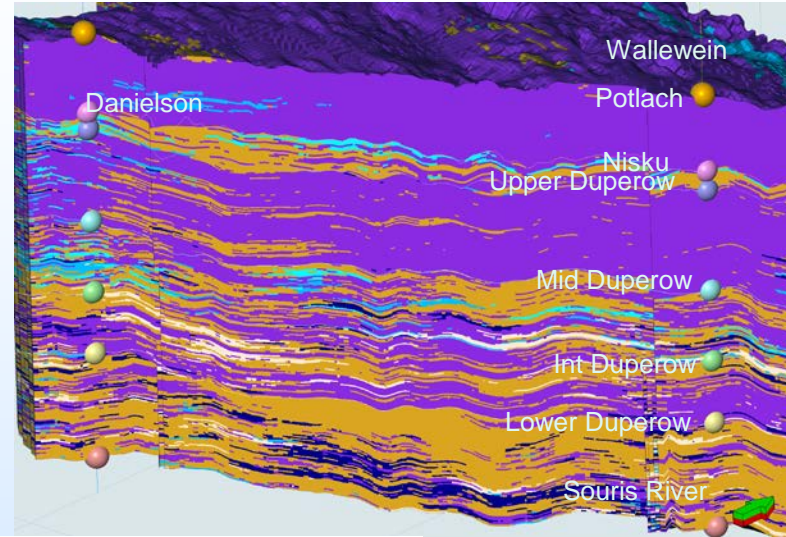 Wallewein
Danielson
Potlach
Nisku
Upper Duperow
Mid Duperow
Int Duperow
Lower Duperow
Souris River